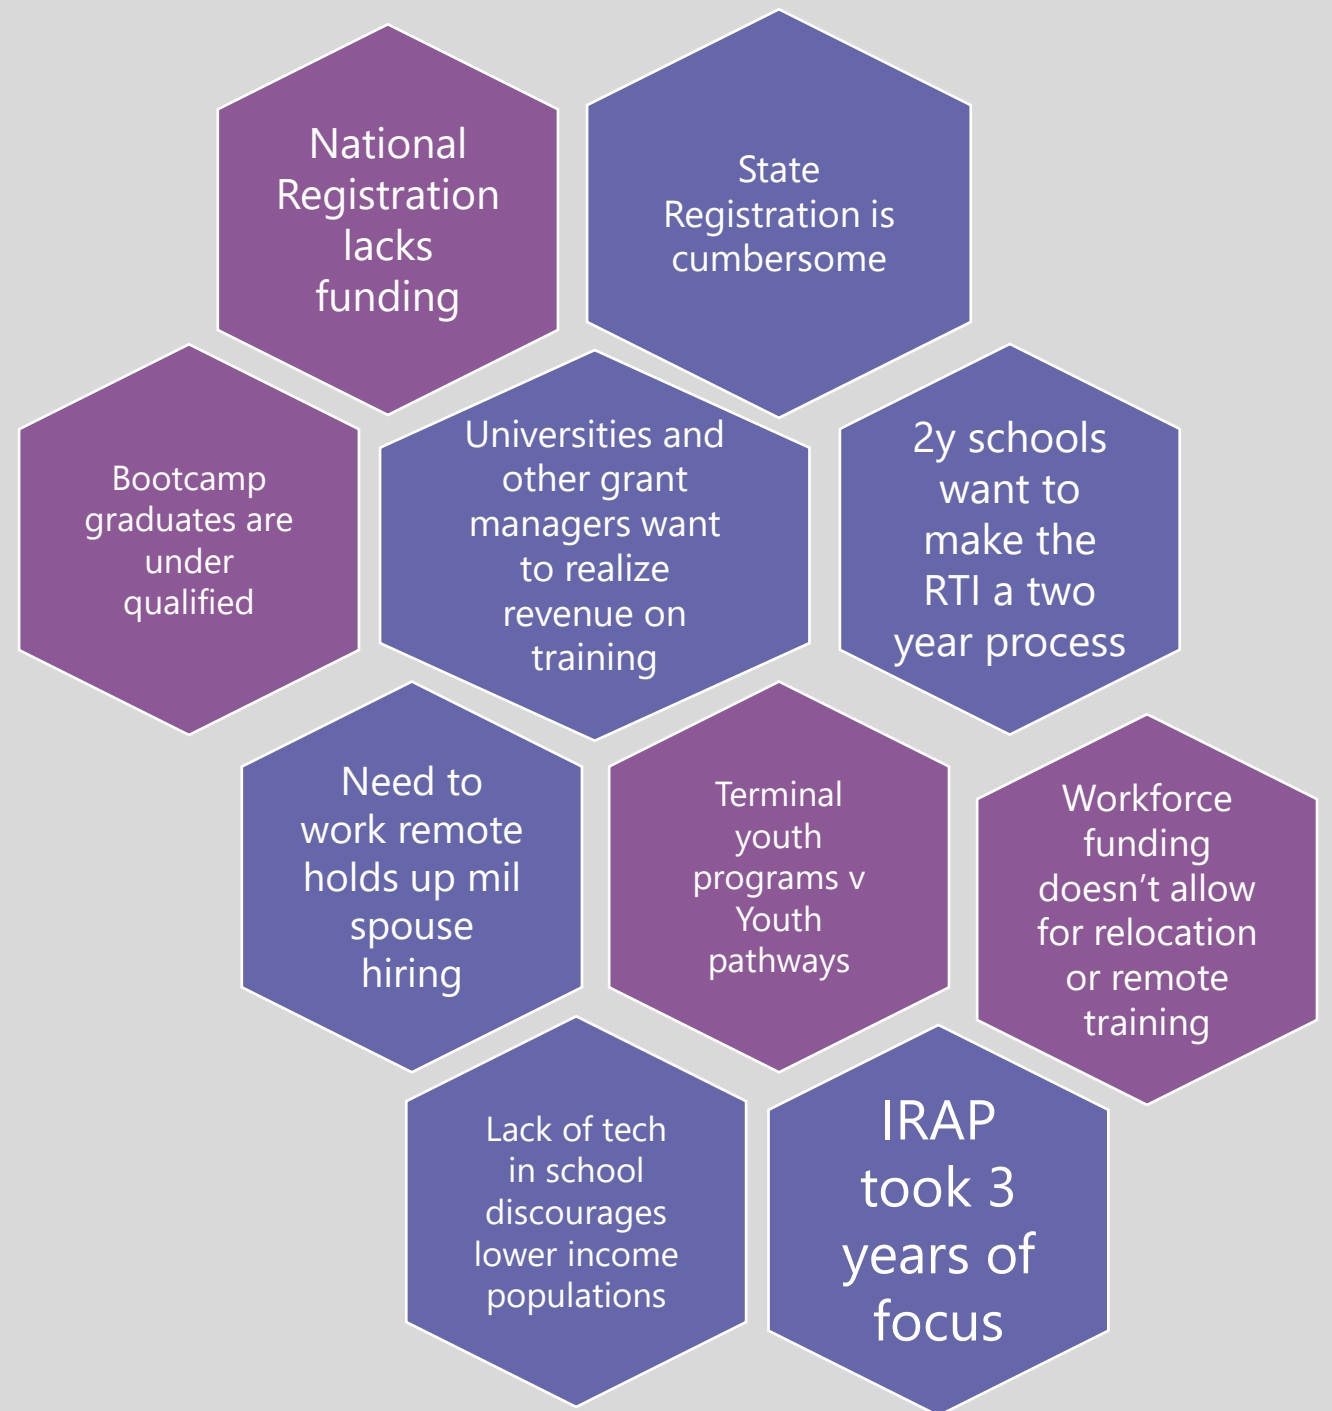 National
Registration
lacks
funding
State
Registration is
cumbersome
Bootcamp
graduates are
under
qualified
Universities and
other grant
managers want
to realize
revenue on
training
2y schools
want to
make the
RTI a two
year process
Need to
work remote
holds up mil
spouse
hiring
Terminal
youth
programs v
Youth
pathways
Workforce
funding
doesn’t allow
for relocation
or remote
training
Lack of tech
in school
discourages
lower income
populations
IRAP
took 3
years of
focus